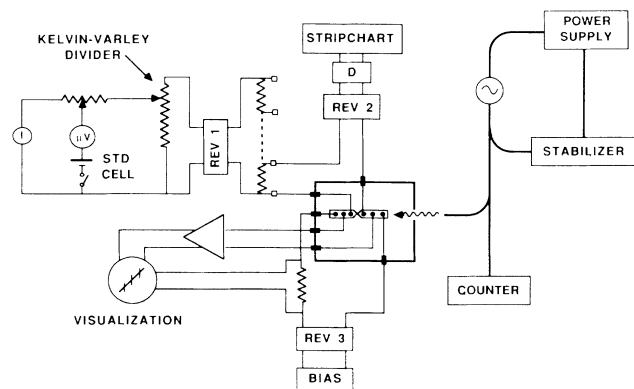 KELVIN-VARLEY
DIVIDER
STRIPCHART
POWER
SUPPLY
D
I
μV
REV 1
REV 2
STD
CELL
STABILIZER
COUNTER
VISUALIZATION
REV 3
BIAS